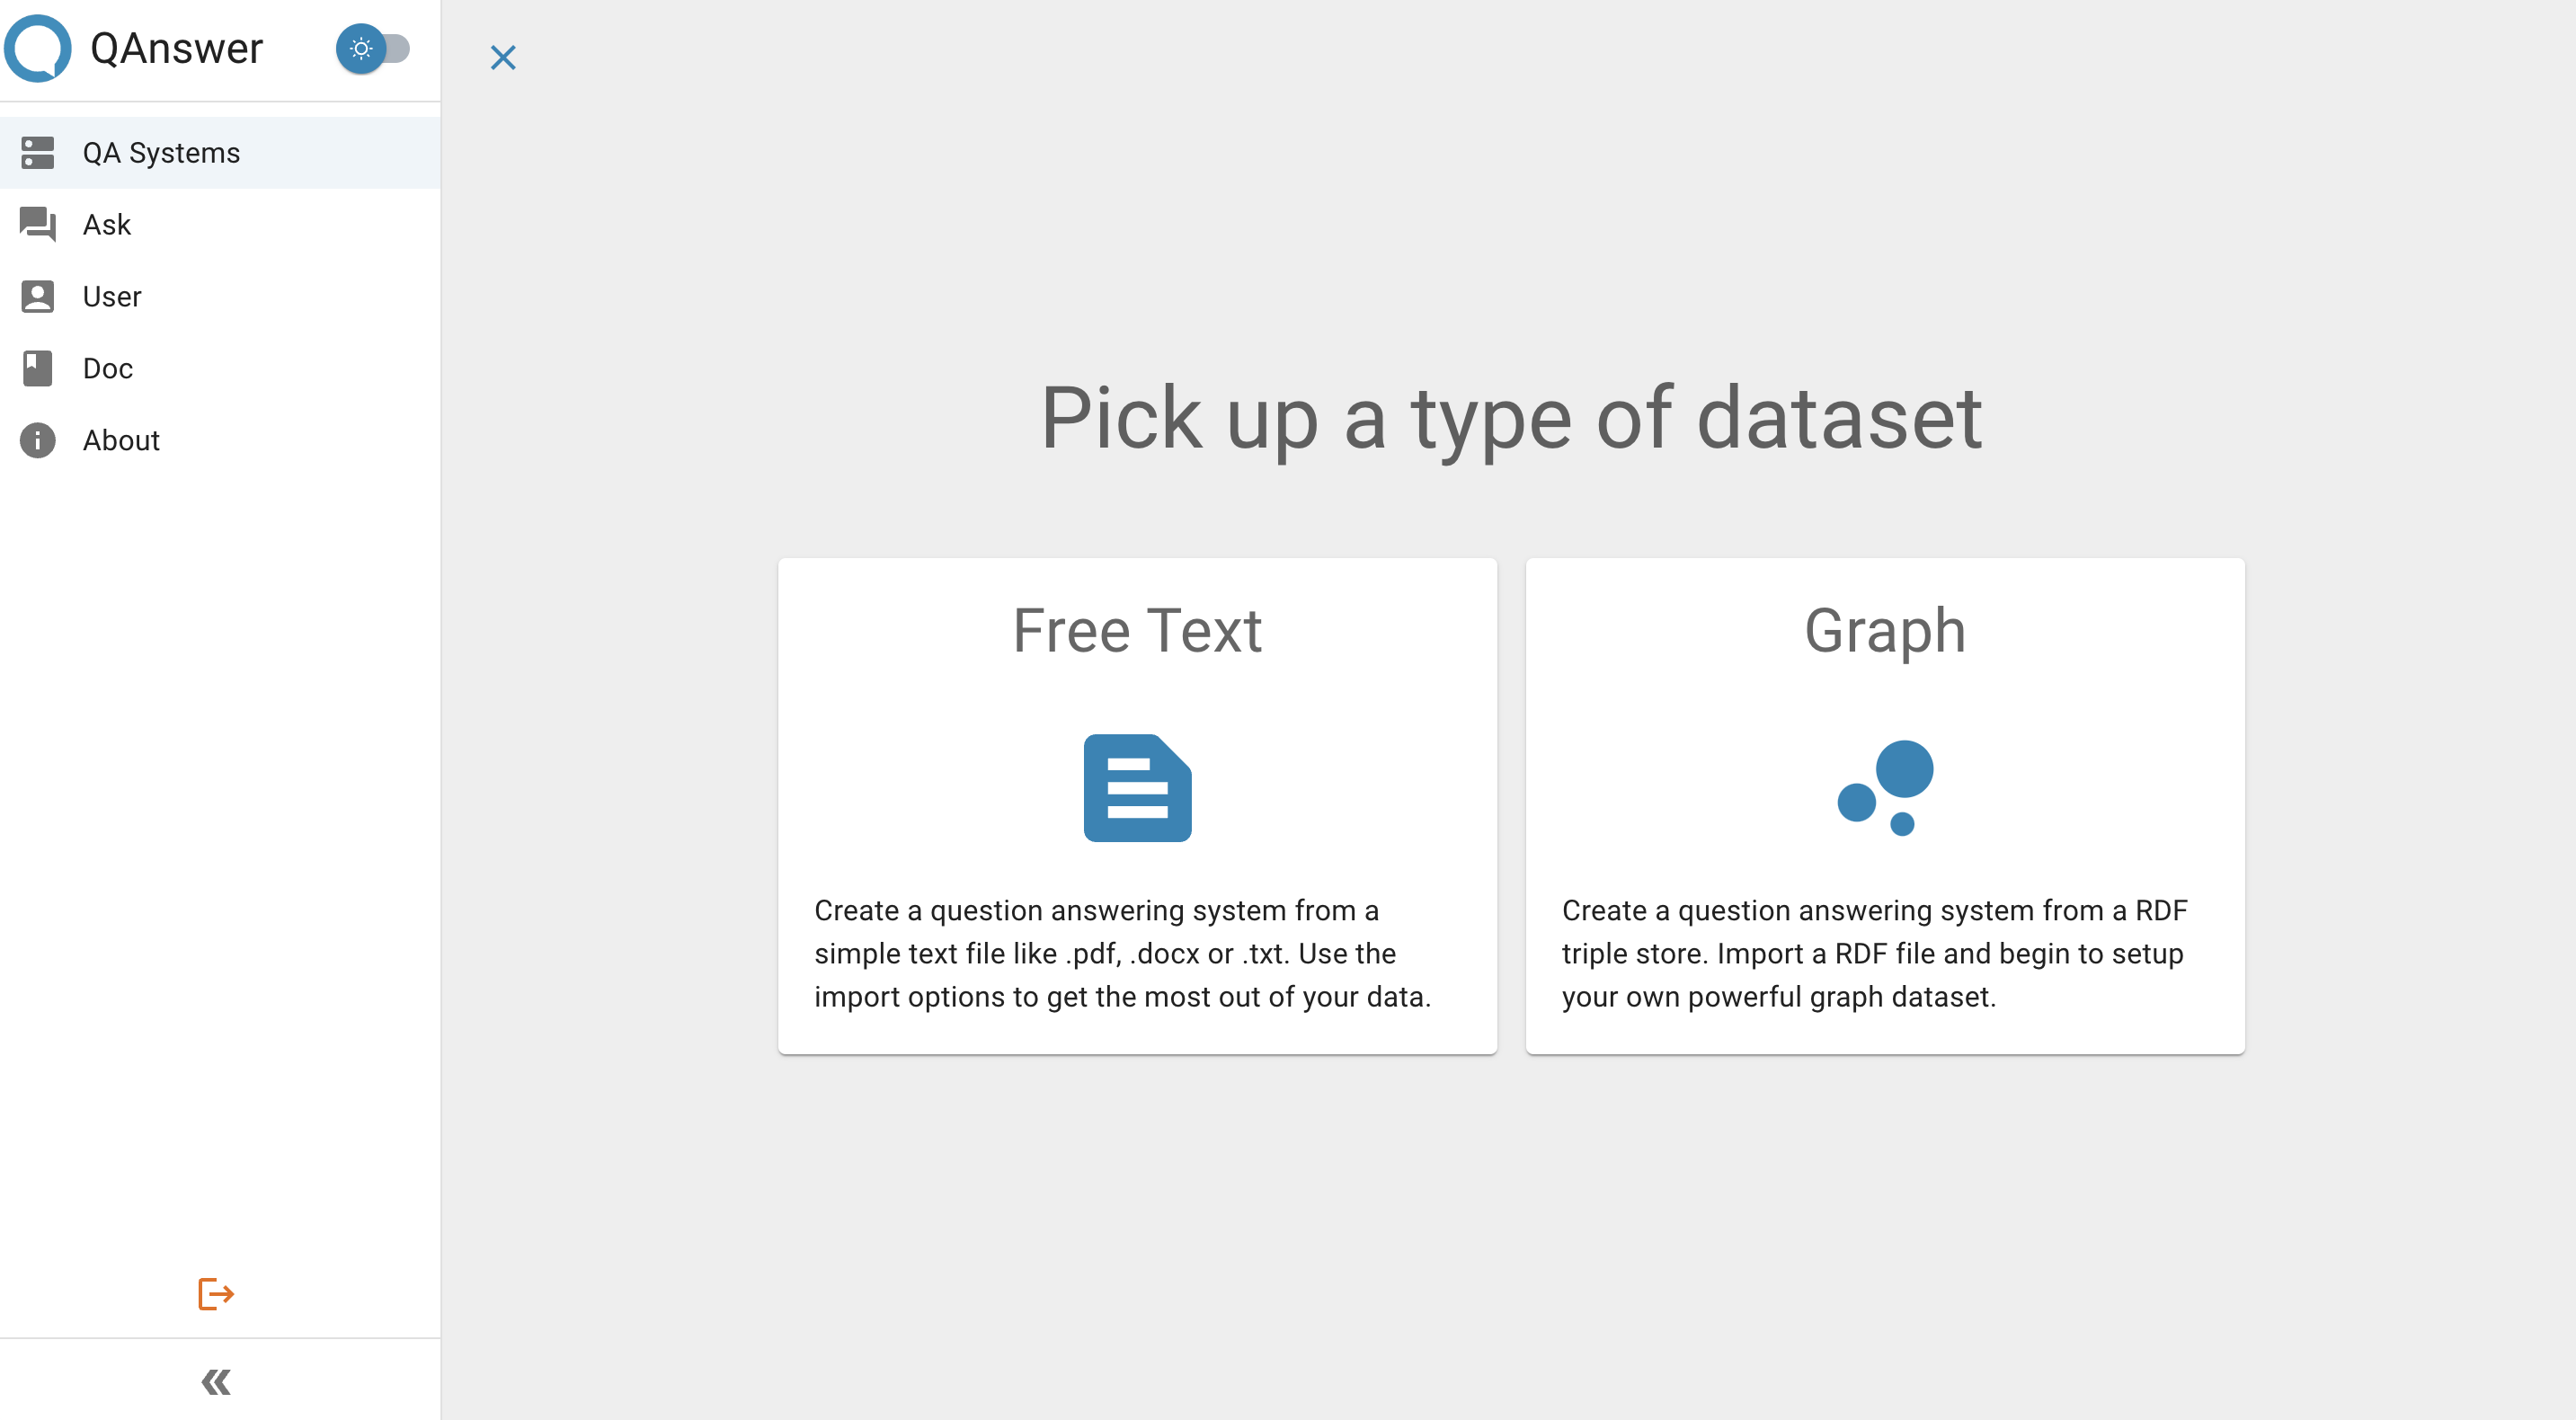 QAnswer
QA Systems
Ask
User
Doc
About
Pick up a type of dataset
Free Text
Create a question answering system from a
simple text file like .pdf, .docx or .txt. Use the
import options to get the most out of your data.
Graph
Create a question answering system from a RDF
triple store. Import a RDF file and begin to setup
your own powerful graph dataset.